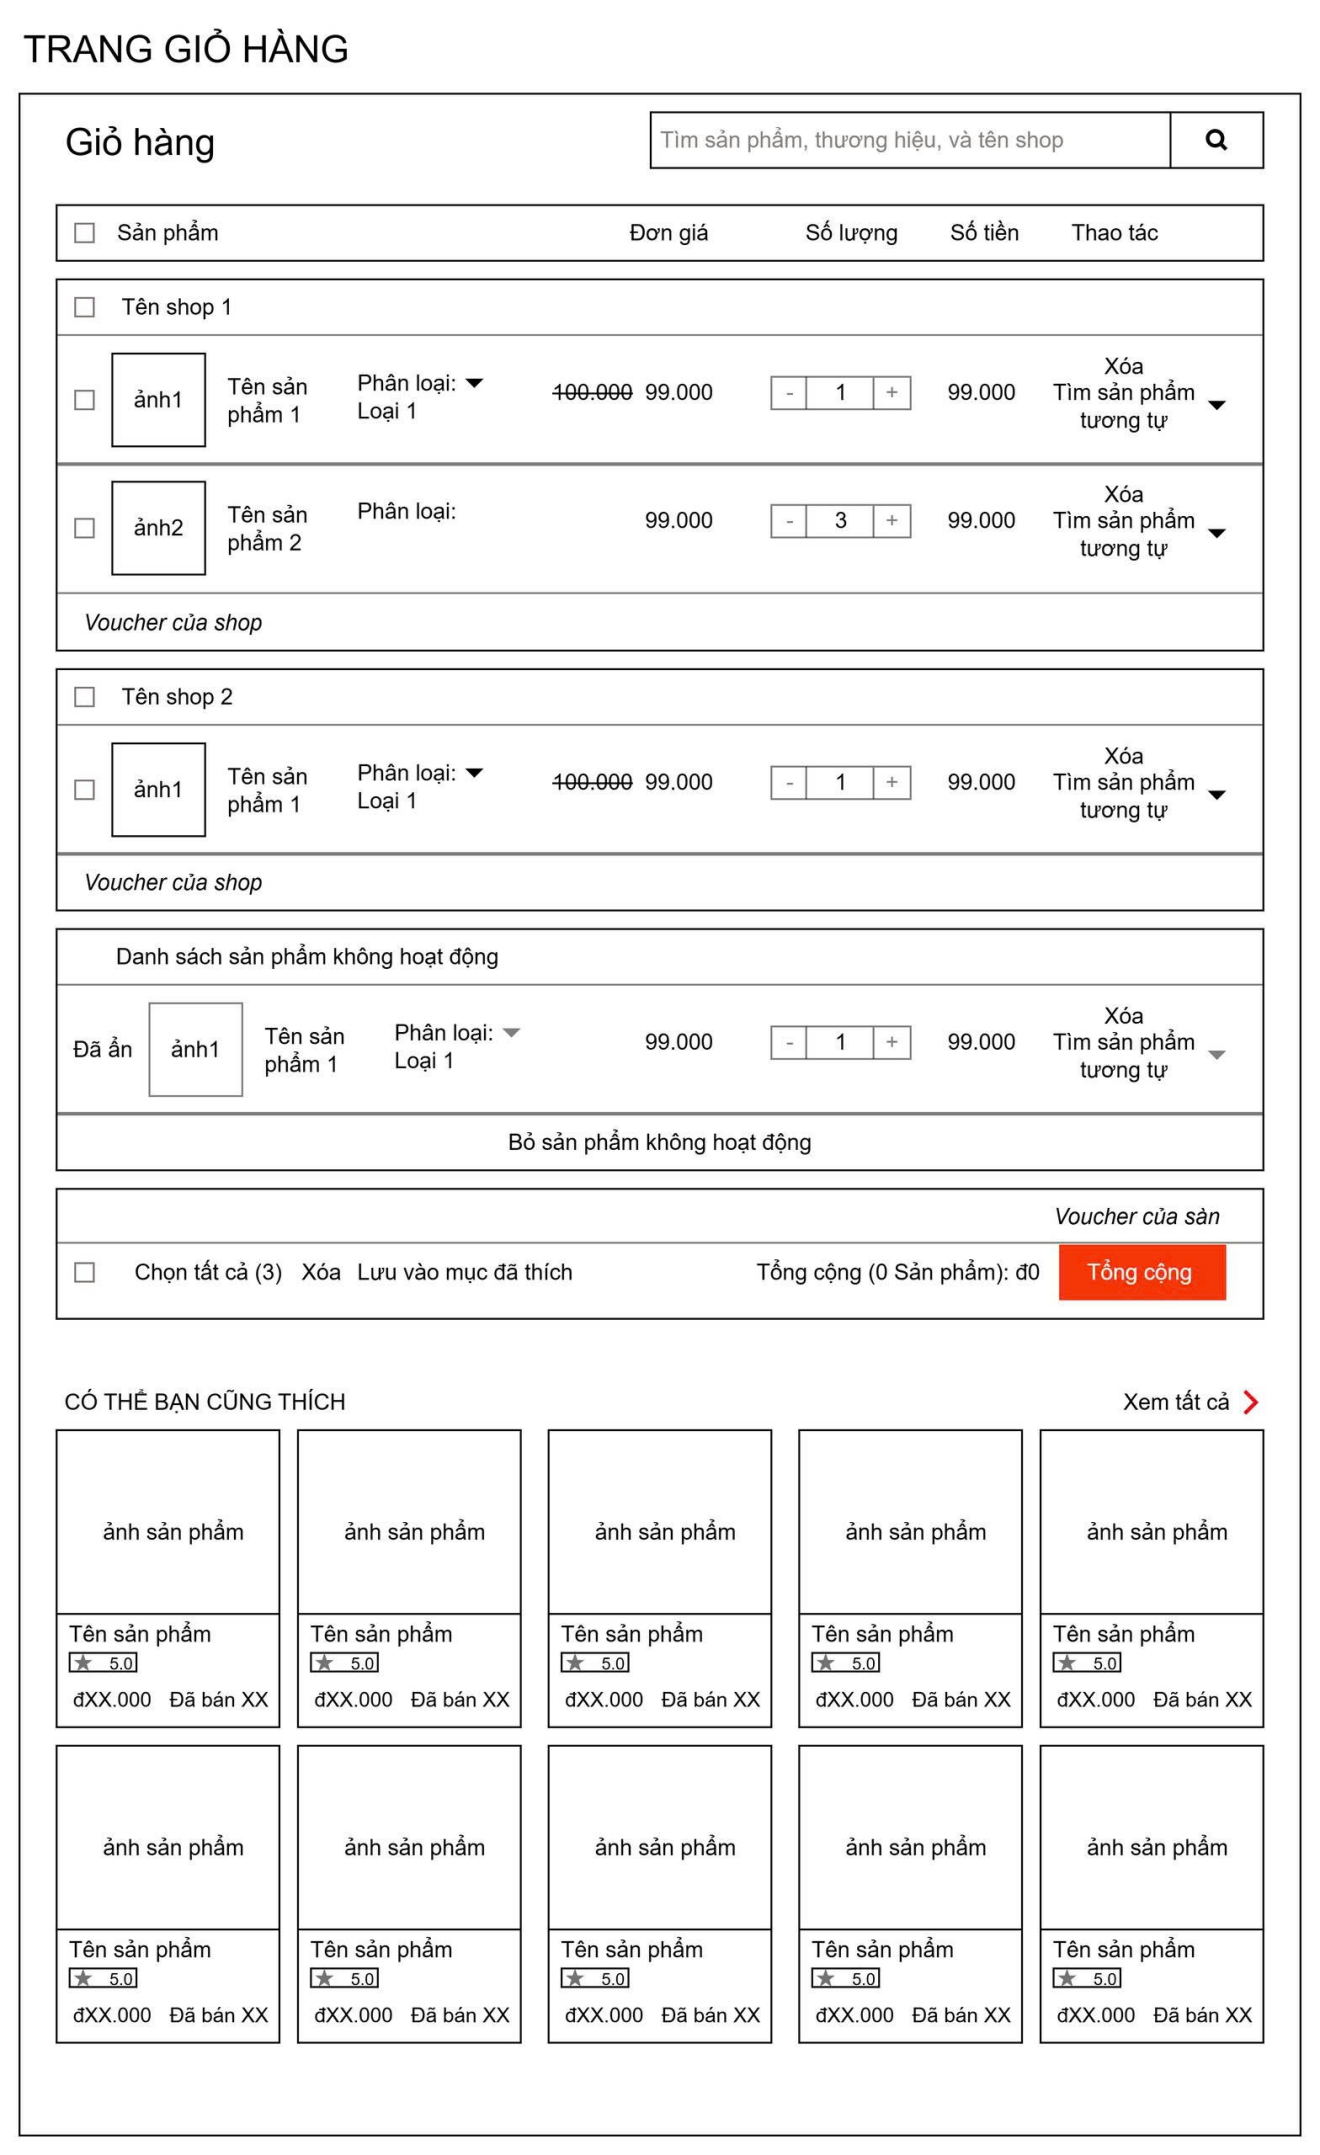 TRANG GIỎ HÀNG
Giỏ hàng
Tìm sản phẩm, thương hiệu, và tên shop
Sản phẩm Đơn giá Số lượng Số tiền Thao tác
Tên shop 1
ảnh1
Tên sản
phẩm 1
Phân loại:
Loại 1
100.000 99.000
- 1 +
99.000
Xóa
Tìm sản phẩm
tương tự
ảnh2
Tên sản
phẩm 2
Phân loại:
99.000
- 3 +
99.000
Xóa
Tìm sản phẩm
tương tự
Voucher của shop
Tên shop 2
ảnh1
Tên sản
phẩm 1
Phân loại:
Loại 1
100.000 99.000
- 1 +
99.000
Xóa
Tìm sản phẩm
tương tự
Voucher của shop
Danh sách sản phẩm không hoạt động
Đã ẩn
ảnh1
Tên sản
phẩm 1
Phân loại:
Loại 1
99.000
- 1 +
99.000
Xóa
Tìm sản phẩm
tương tự
Bỏ sản phẩm không hoạt động
Voucher của sàn
Chọn tất cả (3) Xóa Lưu vào mục đã thích Tổng cộng (0 Sản phẩm): đ0 Tổng cộng
CÓ THỂ BẠN CŨNG THÍCH Xem tất cả
ảnh sản phẩm ảnh sản phẩm ảnh sản phẩm ảnh sản phẩm ảnh sản phẩm
Tên sản phẩm Tên sản phẩm Tên sản phẩm Tên sản phẩm Tên sản phẩm
5.0 5.0 5.0 5.0 5.0
đXX.000 Đã bán XX đXX.000 Đã bán XX đXX.000 Đã bán XX đXX.000 Đã bán XX đXX.000 Đã bán XX
ảnh sản phẩm ảnh sản phẩm ảnh sản phẩm ảnh sản phẩm ảnh sản phẩm
Tên sản phẩm Tên sản phẩm Tên sản phẩm Tên sản phẩm Tên sản phẩm
5.0 5.0 5.0 5.0 5.0
đXX.000 Đã bán XX đXX.000 Đã bán XX đXX.000 Đã bán XX đXX.000 Đã bán XX đXX.000 Đã bán XX